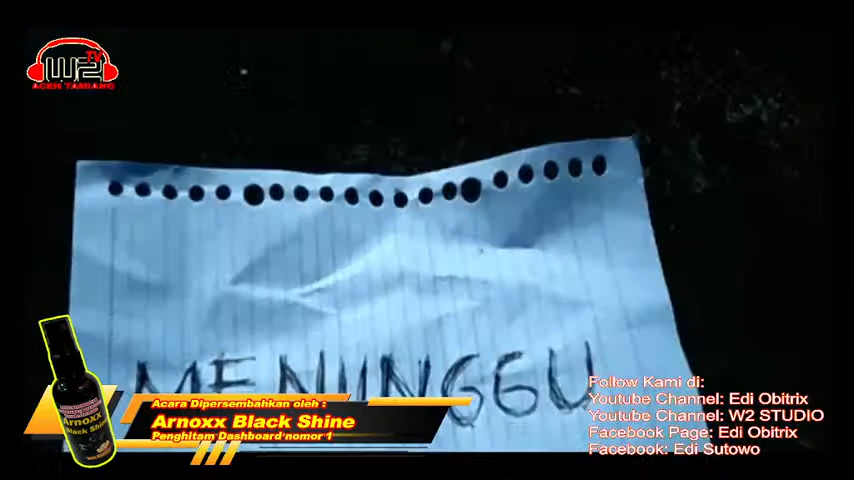 W2
TV
ACEH TAMIANG
MENUNGGU
Acara Dipersembahkan oleh :
Arnoxx Black Shine
Penghitam Dashboard nomor 1
Arnoxx
Black Shine
Follow Kami di:
Youtube Channel: Edi Obitrix
Youtube Channel: W2 STUDIO
Facebook Page: Edi Obitrix
Facebook: Edi Sutowo